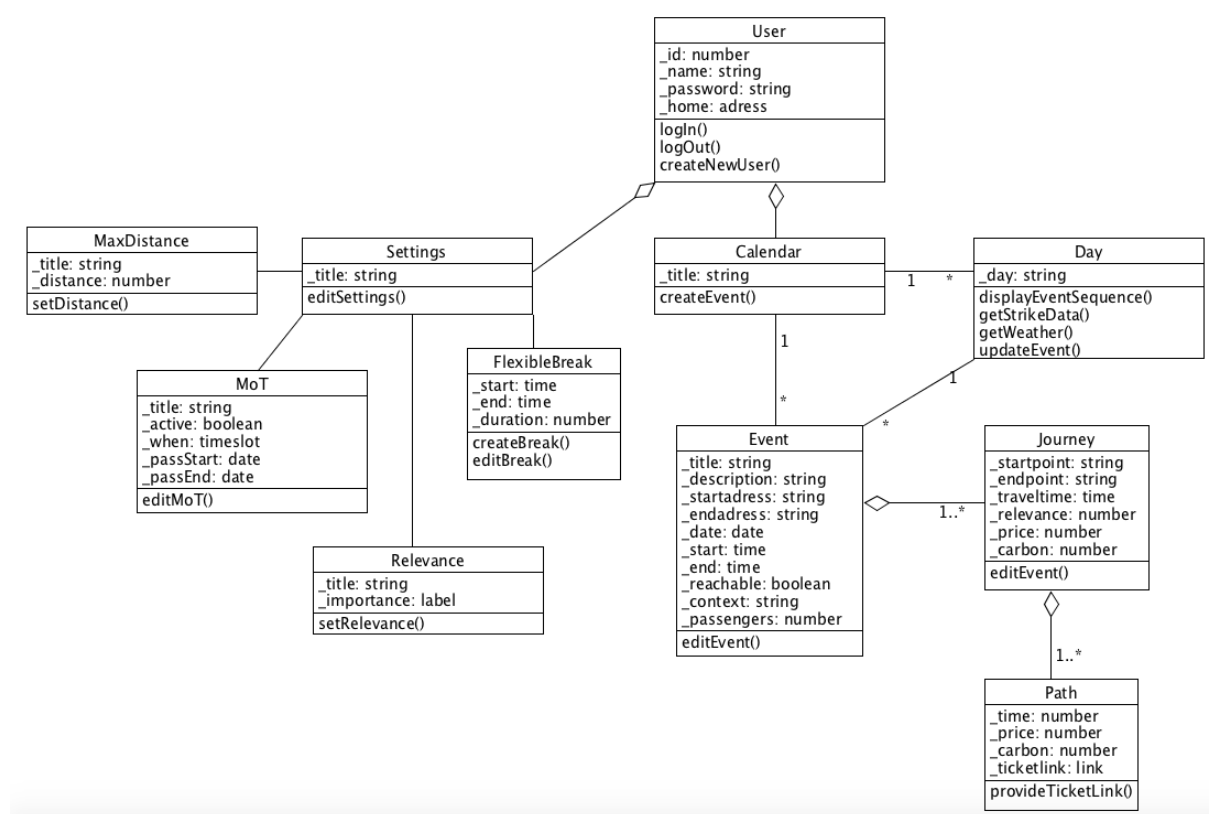 User
_id: number
_name: string
_password: string
_home: adress
logIn()
logOut()
createNewUser()
MaxDistance
_title: string
_distance: number
setDistance()
Settings
_title: string
editSettings()
Calendar
_title: string
createEvent()
1
*
Day
_day: string
displayEventSequence()
getStrikeData()
getWeather()
updateEvent()
1
*
1
*
MoT
_title: string
_active: boolean
_when: timeslot
_passStart: date
_passEnd: date
editMoT()
FlexibleBreak
_start: time
_end: time
_duration: number
createBreak()
editBreak()
Relevance
_title: string
_importance: label
setRelevance()
Event
_title: string
_description: string
_startadress: string
_endadress: string
_date: date
_start: time
_end: time
_reachable: boolean
_context: string
_passengers: number
editEvent()
1..*
Journey
_startpoint: string
_endpoint: string
_traveltime: time
_relevance: number
_price: number
_carbon: number
editEvent()
1..*
Path
_time: number
_price: number
_carbon: number
_ticketlink: link
provideTicketLink()